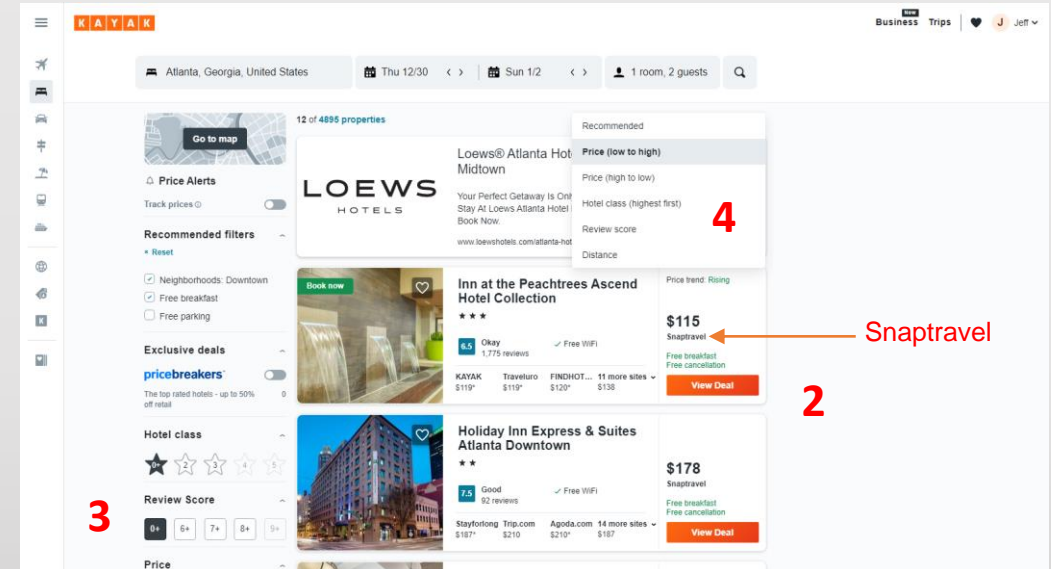 KAYAK
New
Business Trips J Jeff
Atlanta, Georgia, United States Thu 12/30 Sun 1/2 1 room, 2 guests
Go to map
Price Alerts
Track prices
Recommended filters
Reset
Neighborhoods: Downtown
Free breakfast
Free parking
Exclusive deals
pricebreakers
The top rated hotels - up to 50% 0
off retail
Hotel class
0+ 2 3 4 5
Review Score
0+ 6+ 7+ 8+ 9+
Price
3
12 of 4895 properties
LOEWS
HOTELS
Loews® Atlanta Hot
Midtown
Your Perfect Getaway Is Onl
Stay At Loews Atlanta Hotel
Book Now.
www.loewshotels.com/atlanta-hot
Recommended
Price (low to high)
Price (high to low)
Hotel class (highest first)
Review score
Distance
4
Book now
Inn at the Peachtrees Ascend
Hotel Collection
6.5 Okay
1,775 reviews
Free WiFi
KAYAK Traveluro FINDHOT... 11 more sites
$119* $119* $120* $138
Price trend: Rising
$115
Snaptravel
Free breakfast
Free cancellation
View Deal
Snaptravel
2
Holiday Inn Express & Suites
Atlanta Downtown
7.5 Good
92 reviews
Free WiFi
Stayforlong Trip.com Agoda.com 14 more sites
$187* $210 $210* $187
$178
Snaptravel
Free breakfast
Free cancellation
View Deal